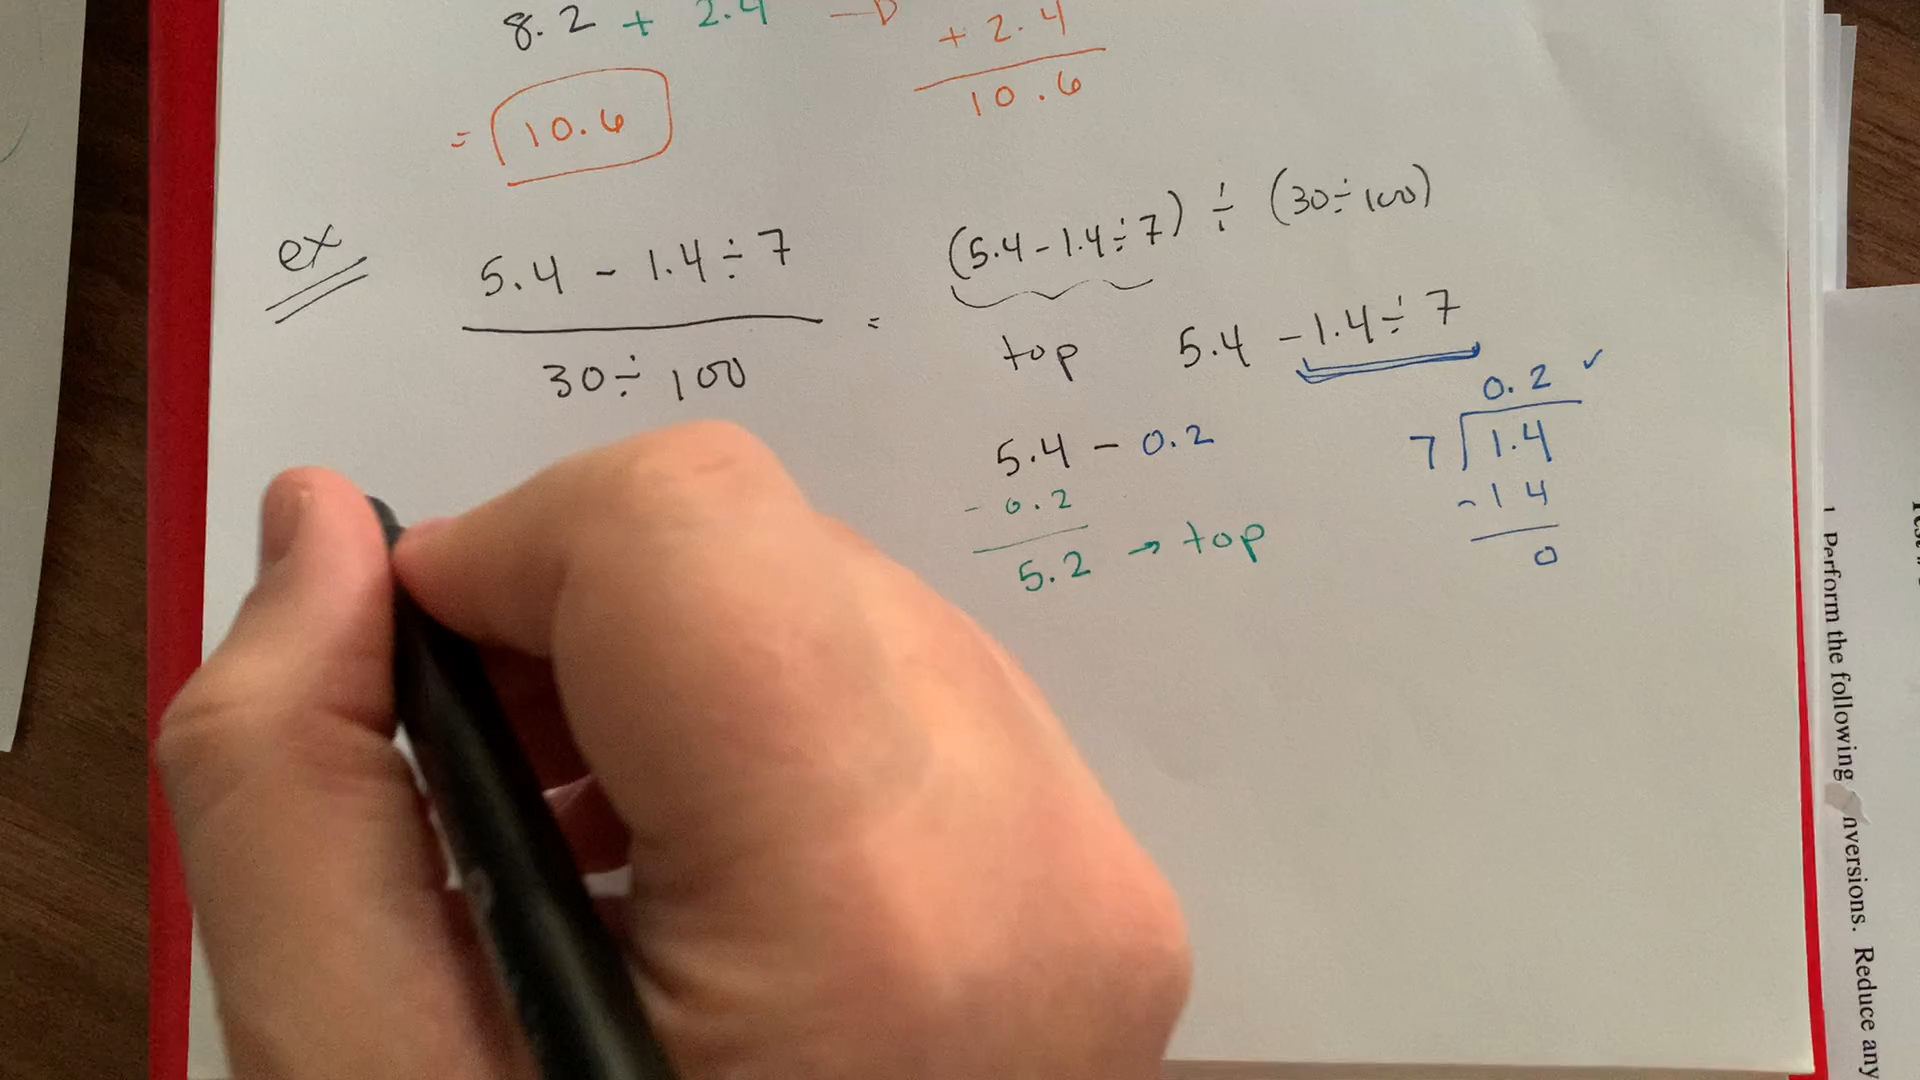 8.2 + 2.4 →
+ 2.4
10.6
= 10.6
ex
5.4 - 1.4 ÷ 7
30 ÷ 100
=
(5.4 - 1.4 ÷ 7) ÷ (30 ÷ 100)
top 5.4 - 1.4 ÷ 7
5.4 - 0.2
- 0.2
5.2 → top
0.2 ✓
7 1.4
- 1 4
0
1 Perform the following nversions. Reduce any